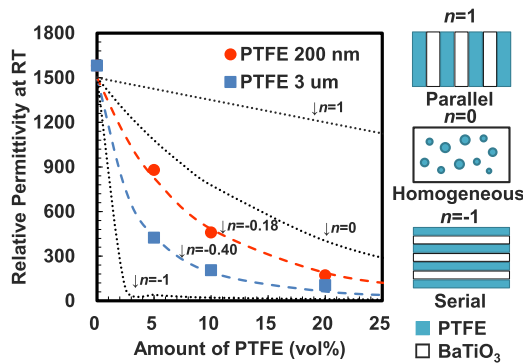 1800
1500
1200
900
600
300
0
0
5
10
15
20
25
Relative Permittivity at RT
Amount of PTFE (vol%)
PTFE 200 nm
PTFE 3 um
↓n=1
↓n=0
↓n=-0.18
↓n=-0.40
↓n=-1
n=1
Parallel
n=0
Homogeneous
n=-1
Serial
PTFE
BaTiO₃